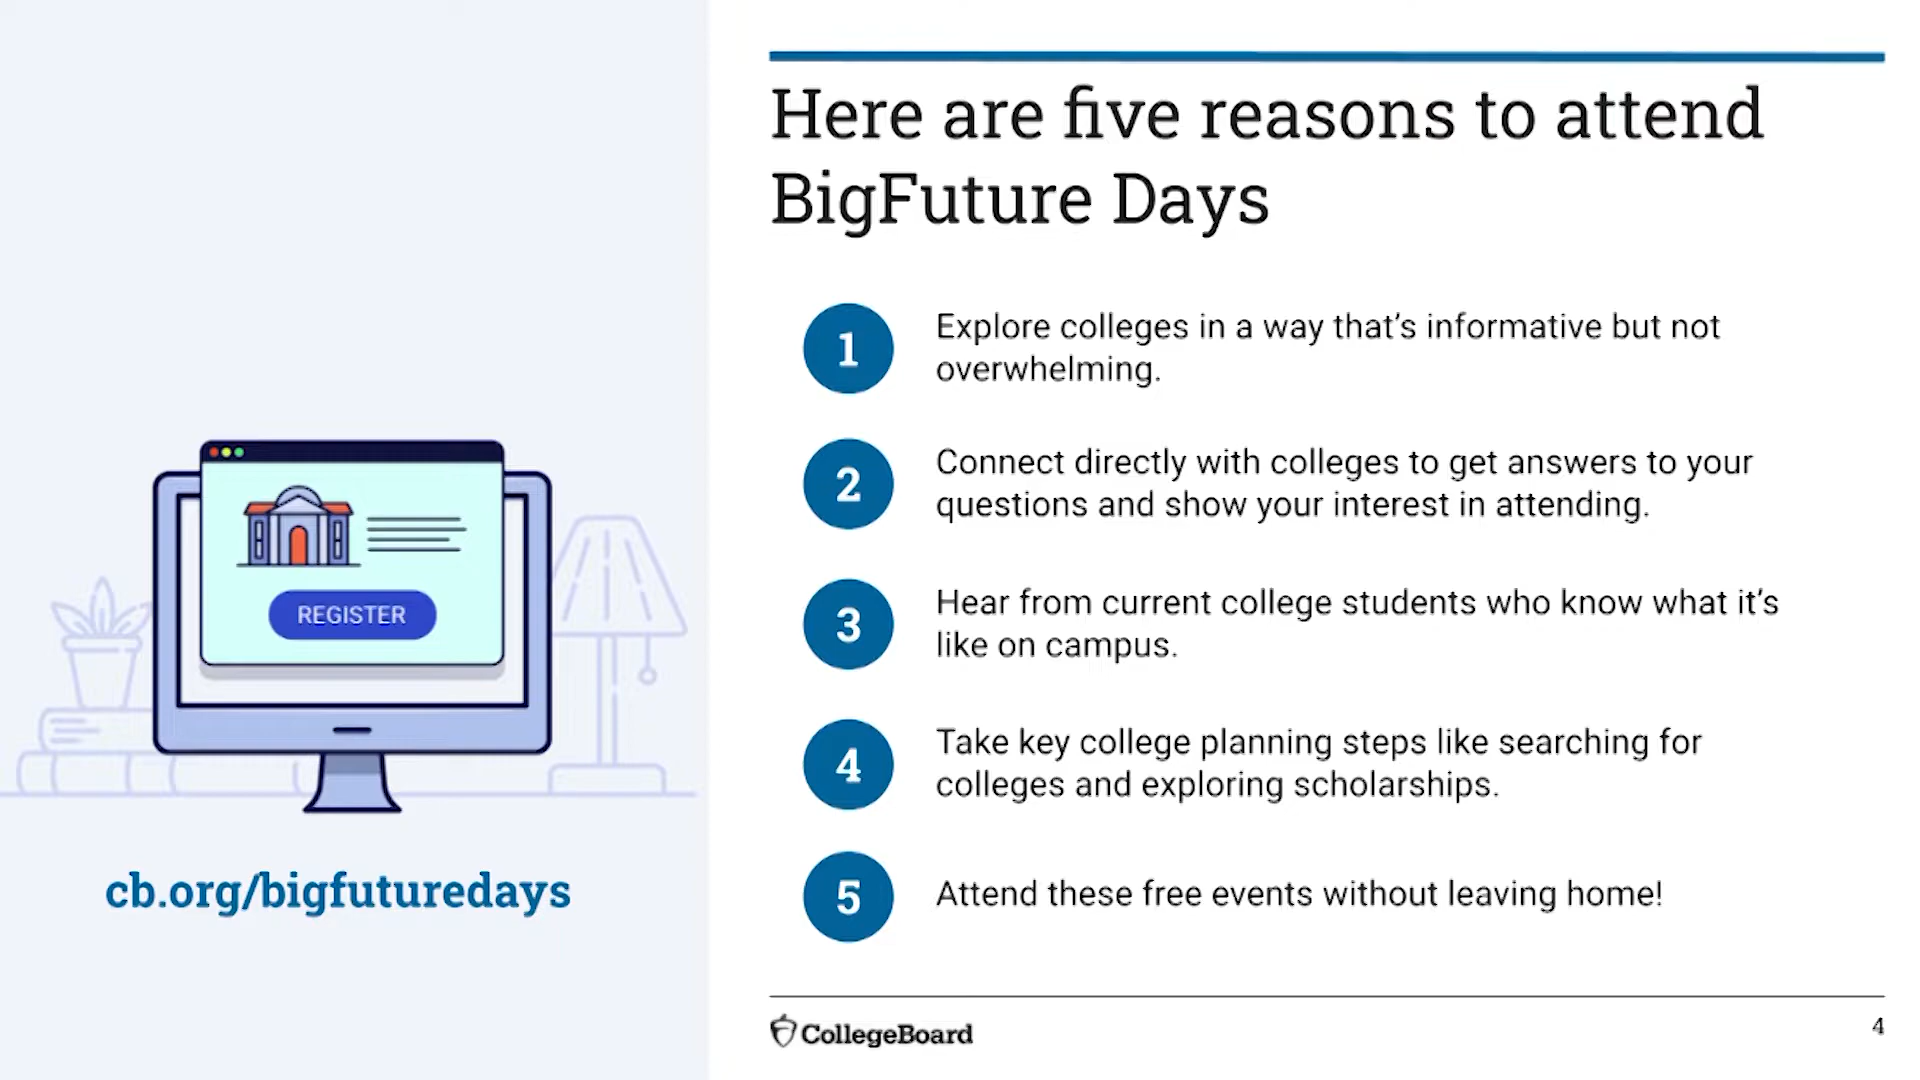 Here are five reasons to attend
BigFuture Days
1
Explore colleges in a way that’s informative but not
overwhelming.
2
Connect directly with colleges to get answers to your
questions and show your interest in attending.
3
Hear from current college students who know what it’s
like on campus.
4
Take key college planning steps like searching for
colleges and exploring scholarships.
5
Attend these free events without leaving home!
REGISTER
cb.org/bigfuturedays
CollegeBoard
4